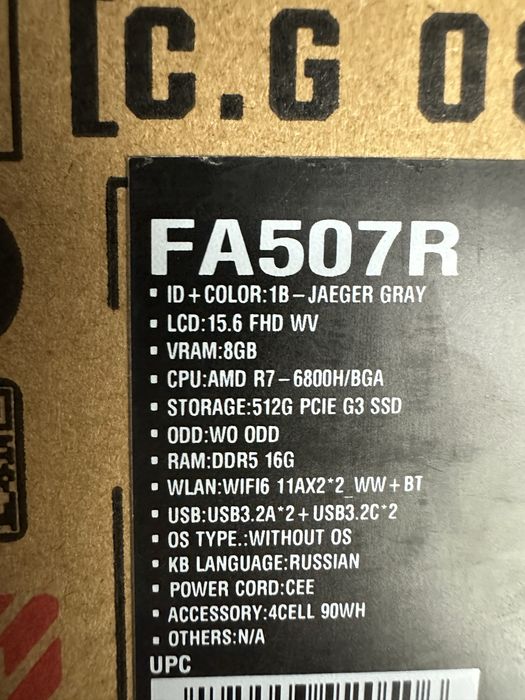 [C.G 08
FA507R
▪ ID+COLOR:1B–JAEGER GRAY
▪ LCD:15.6 FHD WV
▪ VRAM:8GB
▪ CPU:AMD R7–6800H/BGA
▪ STORAGE:512G PCIE G3 SSD
▪ ODD:WO ODD
▪ RAM:DDR5 16G
▪ WLAN:WIFI6 11AX2*2_WW+BT
▪ USB:USB3.2A*2+USB3.2C*2
▪ OS TYPE.:WITHOUT OS
▪ KB LANGUAGE:RUSSIAN
▪ POWER CORD:CEE
▪ ACCESSORY:4CELL 90WH
▪ OTHERS:N/A
UPC